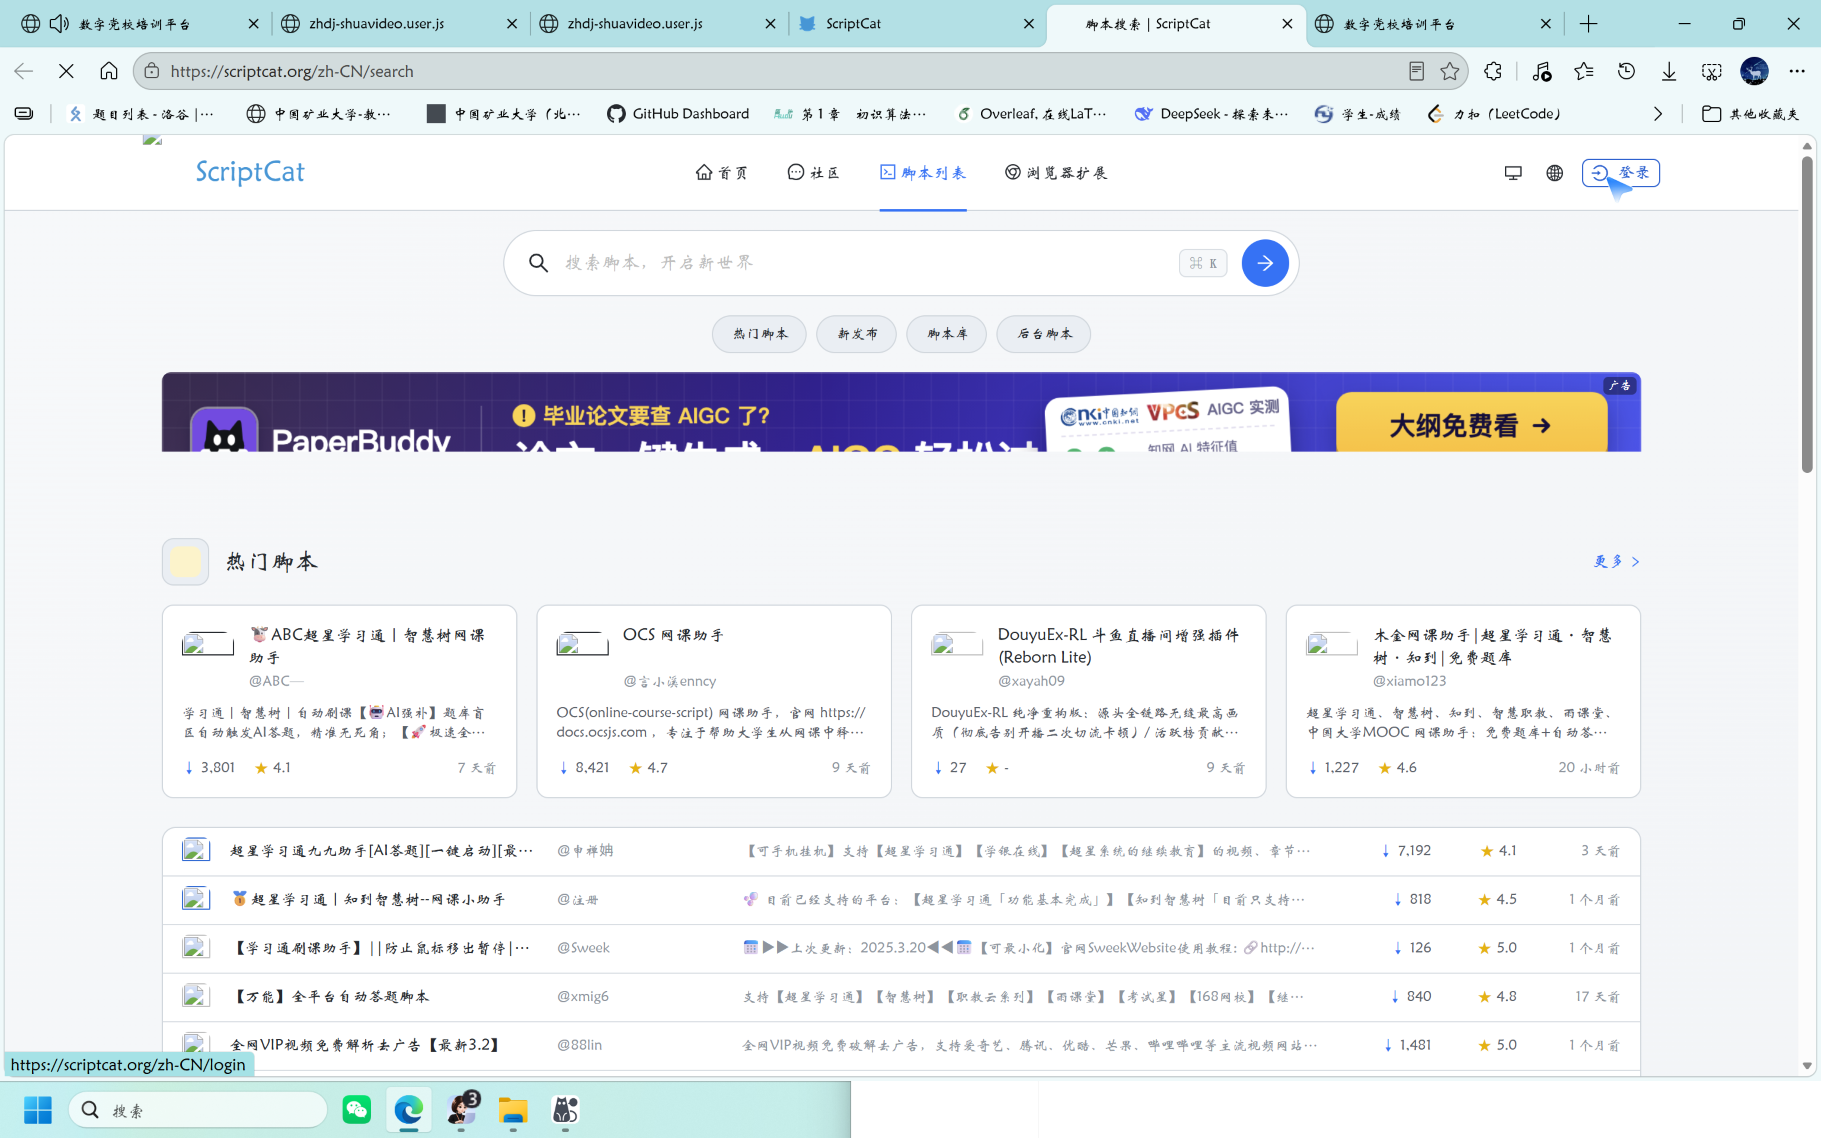 数字党校培训平台
zhdj-shuavideo.user.js
zhdj-shuavideo.user.js
ScriptCat
脚本搜索 | ScriptCat
数字党校培训平台
https://scriptcat.org/zh-CN/search
题目列表 - 洛谷 |···
中国矿业大学-教···
中国矿业大学（北···
GitHub Dashboard
第 1 章 初识算法···
Overleaf, 在线LaT···
DeepSeek - 探索未···
学生-成绩
力扣（LeetCode）
其他收藏夹
ScriptCat
首页
社区
脚本列表
浏览器扩展
登录
搜索脚本，开启新世界
⌘ K
热门脚本
新发布
脚本库
后台脚本
广告
PaperBuddy
毕业论文要查 AIGC 了?
cnki中国知网
www.cnki.net
VPCS
AIGC 实测
知网 AI 特征值
大纲免费看 →
热门脚本
更多 >
🐮ABC超星学习通丨智慧树网课
助手
@ABC—
学习通丨智慧树丨自动刷课【🤖AI强补】题库盲
区自动触发AI答题，精准无死角；【🚀极速全···
↓ 3,801 ★ 4.1 7 天前
OCS 网课助手
@言小溪enncy
OCS(online-course-script) 网课助手，官网 https://
docs.ocsjs.com ，专注于帮助大学生从网课中释···
↓ 8,421 ★ 4.7 9 天前
DouyuEx-RL 斗鱼直播间增强插件
(Reborn Lite)
@xayah09
DouyuEx-RL 纯净重构版：源头全链路无缝最高画
质（彻底告别开播二次切流卡顿）/ 活跃格贡献···
↓ 27 ★ - 9 天前
木金网课助手|超星学习通·智慧
树·知到|免费题库
@xiamo123
超星学习通、智慧树、知到、智慧职教、雨课堂、
中国大学MOOC 网课助手：免费题库+自动答···
↓ 1,227 ★ 4.6 20 小时前
超星学习通九九助手[AI答题][一键启动][最··· @申禅妯 【可手机挂机】支持【超星学习通】【学银在线】【超星系统的继续教育】的视频、章节··· ↓ 7,192 ★ 4.1 3 天前
🏅超星学习通丨知到智慧树--网课小助手 @注册 目前已经支持的平台：【超星学习通「功能基本完成」】【知到智慧树「目前只支持··· ↓ 818 ★ 4.5 1 个月前
【学习通刷课助手】||防止鼠标移出暂停|··· @Sweek 🗓▶▶上次更新：2025.3.20◀◀🗓【可最小化】官网SweekWebsite使用教程：🔗http://··· ↓ 126 ★ 5.0 1 个月前
【万能】全平台自动答题脚本 @xmig6 支持【超星学习通】【智慧树】【职教云系列】【雨课堂】【考试星】【168网校】【继··· ↓ 840 ★ 4.8 17 天前
全网VIP视频免费解析去广告【最新3.2】 @88lin 全网VIP视频免费破解去广告，支持爱奇艺、腾讯、优酷、芒果、哔哩哔哩等主流视频网站··· ↓ 1,481 ★ 5.0 1 个月前
https://scriptcat.org/zh-CN/login
搜索
3